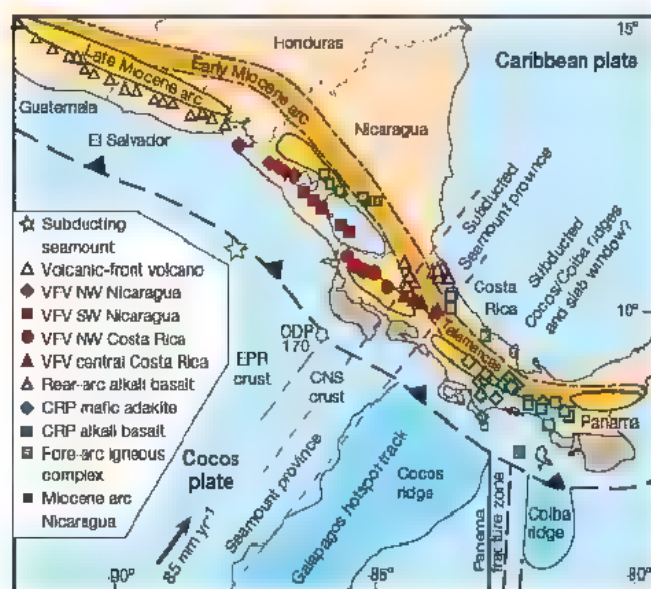 15°
Honduras
Caribbean plate
Late Miocene arc
Early Miocene arc
Guatemala
Nicaragua
El Salvador
Subducted
Seamount province
Subducted
Cocos/Coiba ridges
and slab window?
Subducting
seamount
Volcanic-front volcano
VFV NW Nicaragua
VFV SW Nicaragua
VFV NW Costa Rica
VFV central Costa Rica
Rear-arc alkali basalt
CRP mafic adakite
CRP alkali basalt
Fore-arc igneous
complex
Miocene arc
Nicaragua
Costa
Rica
10°
Talamanca
ODP
170
EPR
crust
CNS
crust
Panama
Cocos
plate
85 mm yr⁻¹
Seamount province
Galapagos hotspot track
Cocos
ridge
Panama
fracture zone
Coiba
ridge
90°
85°
80°